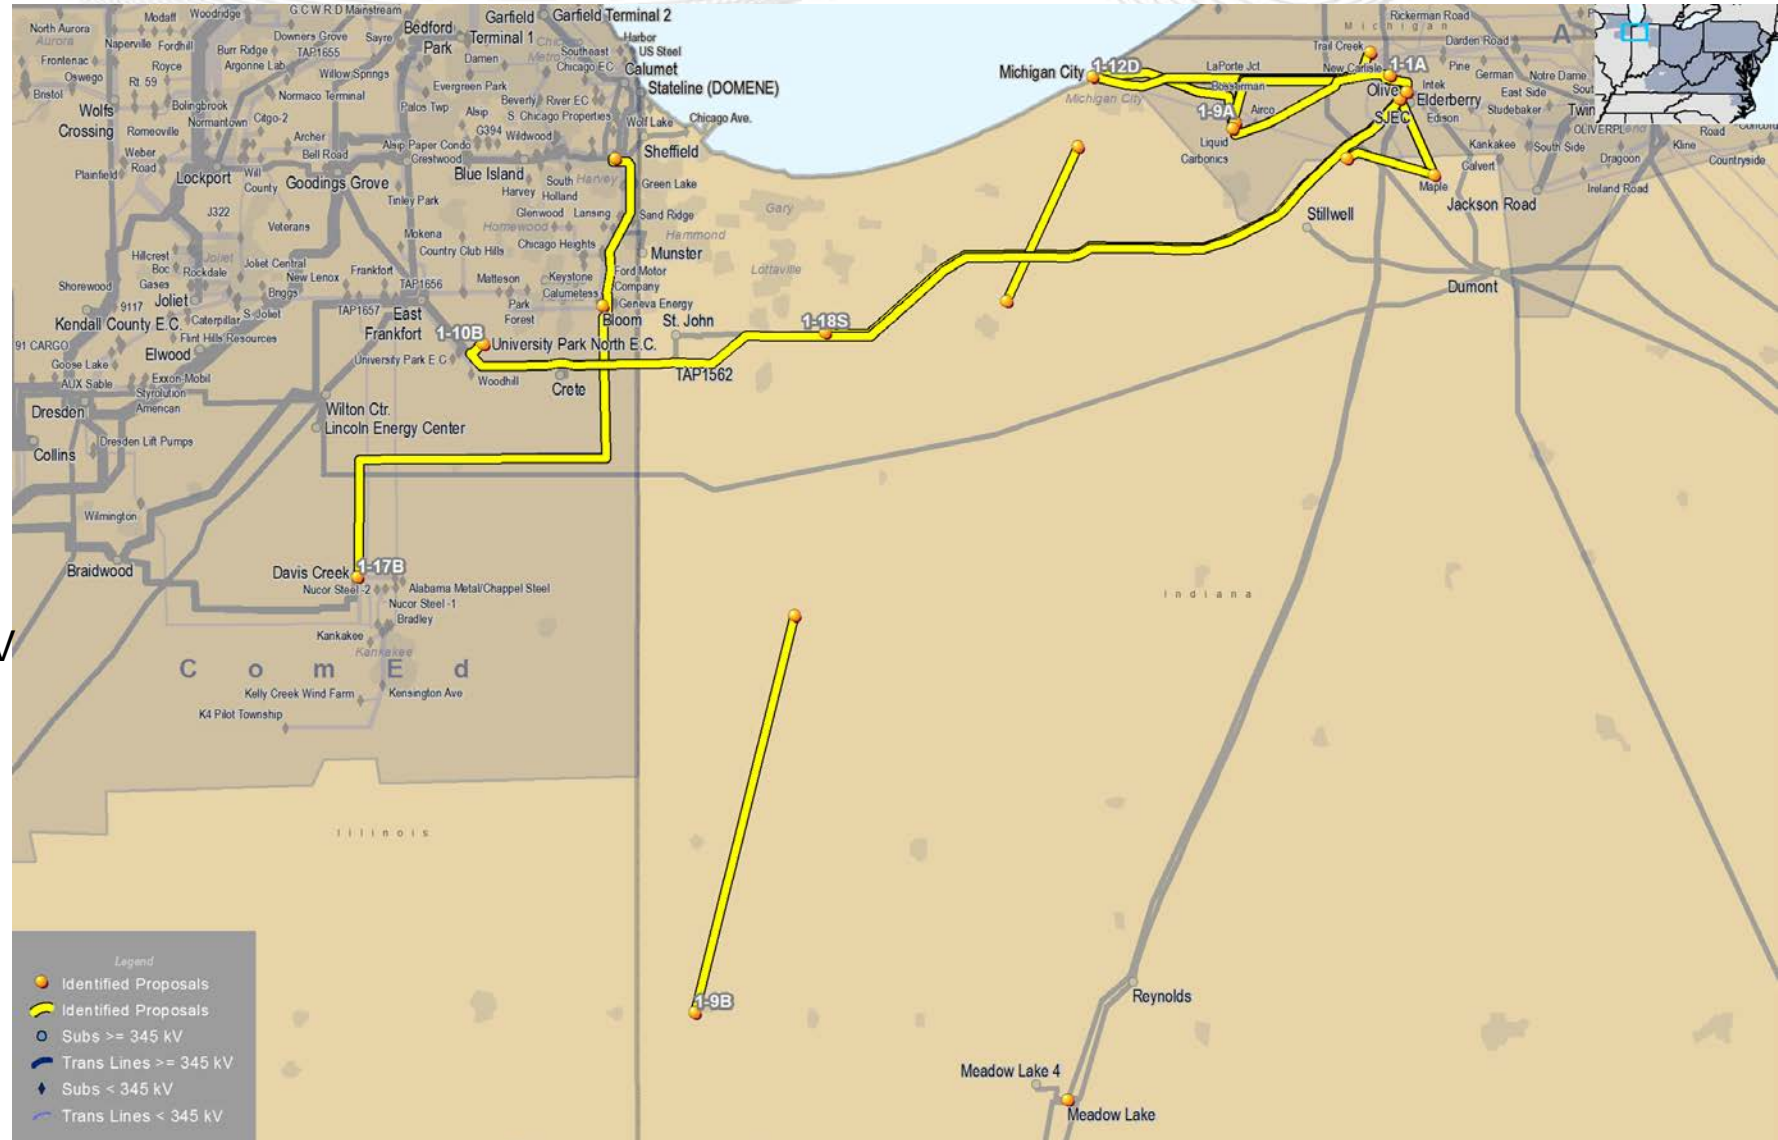 North Aurora
Modaff
Woodridge
G C W R D Mainstream
Garfield
Garfield Terminal 2
Terminal 1
Aurora
Naperville
Fordhill
Downers Grove
Sayre
Bedford
Park
Harbor
US Steel
Burr Ridge
TAP1655
Southeast
Frontenac
Royce
Argonne Lab
Damen
Chicago EC
Calumet
Oswego
Rt. 59
Willow Springs
Evergreen Park
Stateline (DOMENE)
Bristol
Normaco Terminal
Wolfs
Crossing
Bolingbrook
Palos Twp
Beverly
River EC
Normantown
Citgo-2
Alsip
S. Chicago Properties
Chicago Ave.
Romeoville
Archer
G394
Wildwood
Wolf Lake
Weber
Road
Bell Road
Alsip Paper Condo
Crestwood
Sheffield
Plainfield
Lockport
Will
County
Goodings Grove
Blue Island
South
Holland
Harvey
Harvey
Green Lake
J322
Tinley Park
Glenwood
Lansing
Sand Ridge
Veterans
Mokena
Homewood
Hammond
Gary
Hillcrest
Country Club Hills
Chicago Heights
Munster
Boc
Gases
Rockdale
Joliet
Joliet Central
New Lenox
Frankfort
Matteson
Keystone
Ford Motor
Company
Lottaville
Shorewood
9117
Joliet
Briggs
TAP1656
Calumetess
Geneva Energy
Kendall County E.C.
Caterpillar
S. Joliet
TAP1657
East
Frankfort
Park
Forest
Bloom
St. John
1-18S
91 CARGO
Flint Hills Resources
1-10B
University Park North E.C.
Goose Lake
Elwood
University Park E C
AUX Sable
Exxon-Mobil
Woodhill
TAP1562
Styrolution
American
Crete
Dresden
Wilton Ctr.
Lincoln Energy Center
Dresden Lift Pumps
Collins
Wilmington
Braidwood
Davis Creek
1-17B
Nucor Steel -2
Alabama Metal/Chappel Steel
Nucor Steel -1
Bradley
Kankakee
Kankakee
V
ComEd
Kelly Creek Wind Farm
Kensington Ave
K4 Pilot Township
Illinois
Indiana
Michigan
A
Rickerman Road
Trail Creek
Darden Road
Michigan City
1-12D
LaPorte Jct.
New Carlisle
1-1A
Pine
German
Notre Dame
Michigan City
Bosserman
Olive
Intek
Elderberry
East Side
Sout
1-9A
Airco
SJEC
Edison
Studebaker
Twin
Liquid
Carbonics
Kankakee
South Side
OLIVERPL
Road
Concord
Kline
Calvert
Dragoon
Countryside
Maple
Ireland Road
Jackson Road
Stillwell
Dumont
1-9B
Reynolds
Meadow Lake 4
Meadow Lake
Legend
Identified Proposals
Identified Proposals
Subs >= 345 kV
Trans Lines >= 345 kV
Subs < 345 kV
Trans Lines < 345 kV